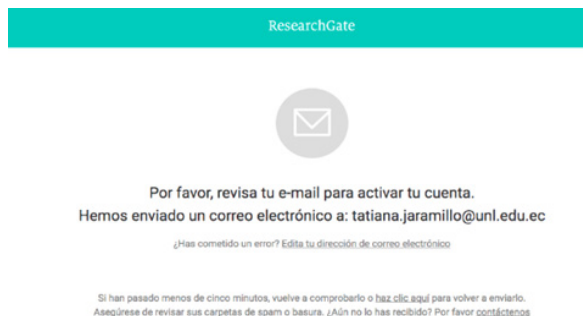 ResearchGate
Por favor, revisa tu e-mail para activar tu cuenta.
Hemos enviado un correo electrónico a: tatiana.jaramillo@unl.edu.ec
¿Has cometido un error? Edita tu dirección de correo electrónico
Si han pasado menos de cinco minutos, vuelve a comprobarlo o haz clic aquí para volver a enviarlo.
Asegúrese de revisar sus carpetas de spam o basura. ¿Aún no lo has recibido? Por favor contáctenos